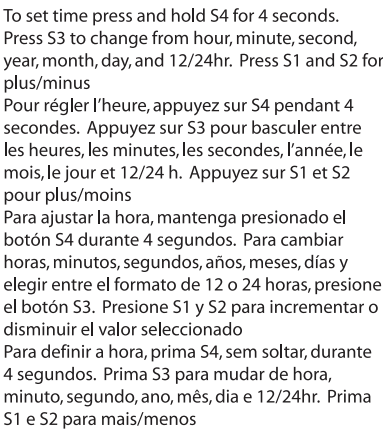 To set time press and hold S4 for 4 seconds.
Press S3 to change from hour, minute, second,
year, month, day, and 12/24hr. Press S1 and S2 for
plus/minus
Pour régler l'heure, appuyez sur S4 pendant 4
secondes. Appuyez sur S3 pour basculer entre
les heures, les minutes, les secondes, l'année, le
mois, le jour et 12/24 h. Appuyez sur S1 et S2
pour plus/moins
Para ajustar la hora, mantenga presionado el
botón S4 durante 4 segundos. Para cambiar
horas, minutos, segundos, años, meses, días y
elegir entre el formato de 12 o 24 horas, presione
el botón S3. Presione S1 y S2 para incrementar o
disminuir el valor seleccionado
Para definir a hora, prima S4, sem soltar, durante
4 segundos. Prima S3 para mudar de hora,
minuto, segundo, ano, mês, dia e 12/24hr. Prima
S1 e S2 para mais/menos